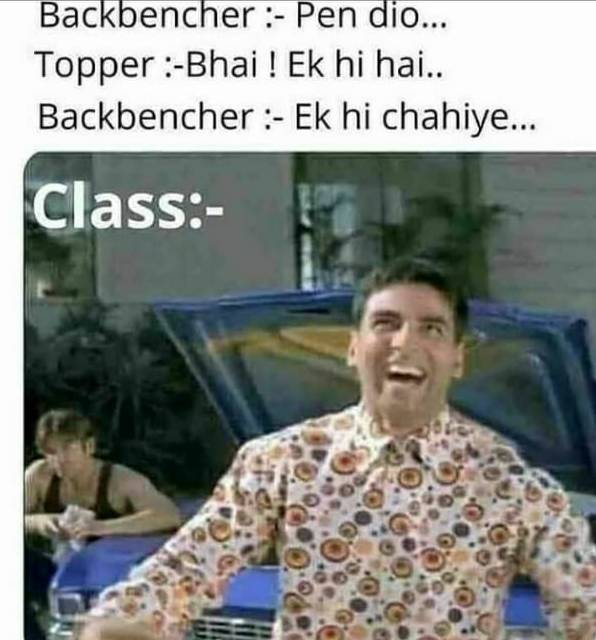 Backbencher :- Pen dio...
Topper :-Bhai ! Ek hi hai..
Backbencher :- Ek hi chahiye...
Class:-